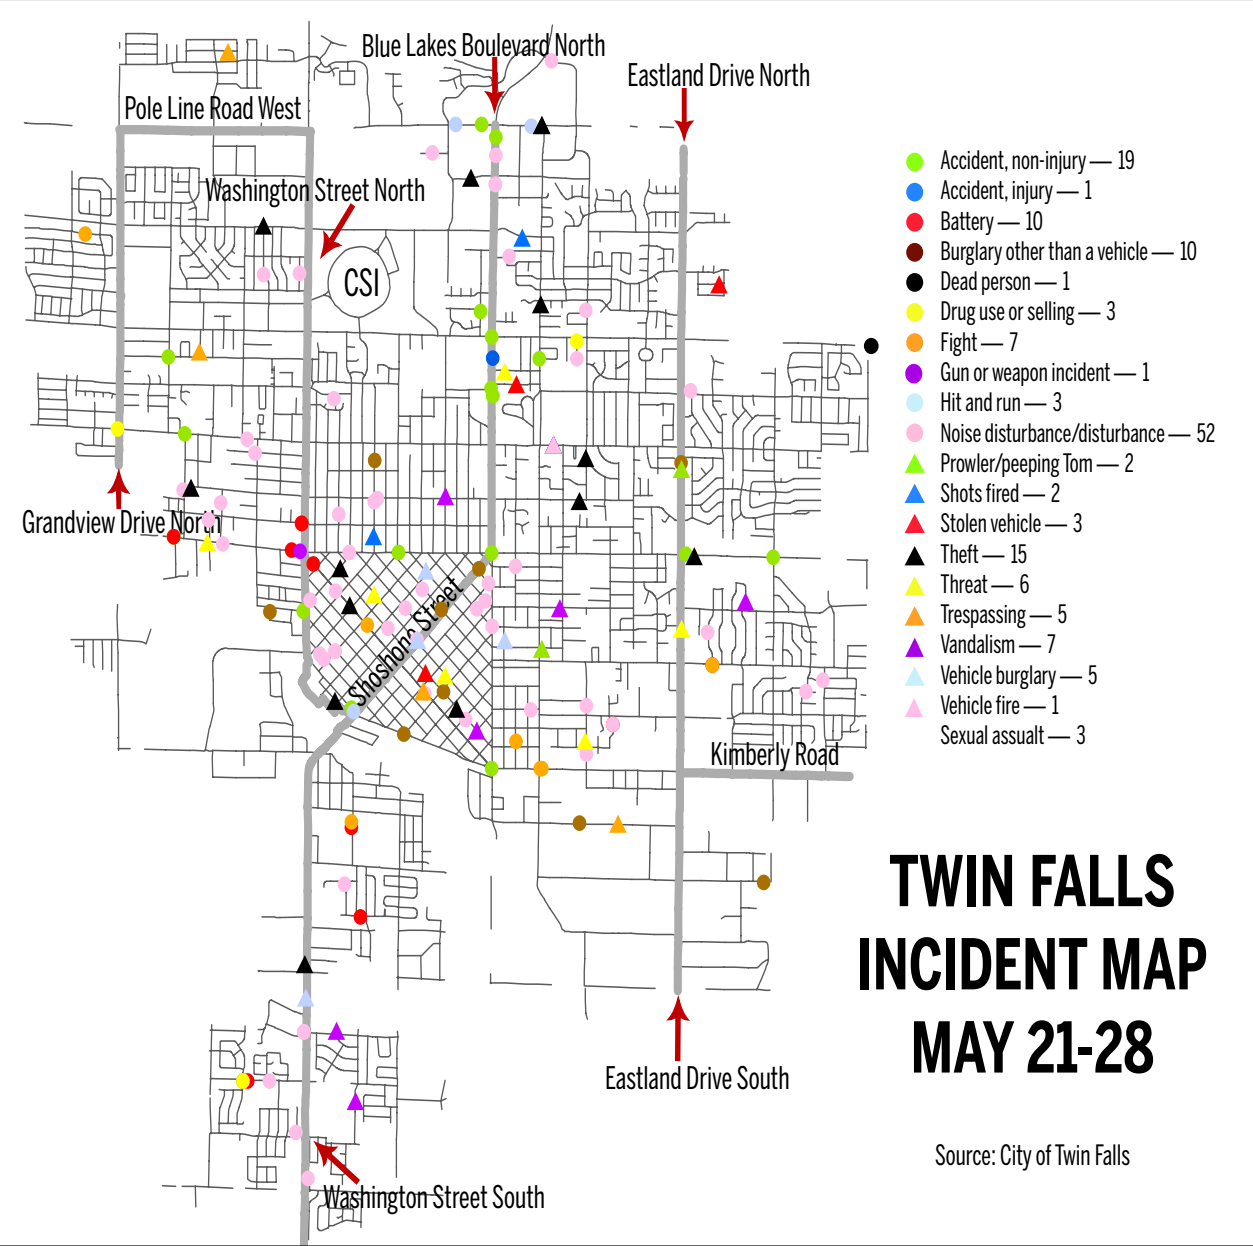 Blue Lakes Boulevard North
Eastland Drive North
Pole Line Road West
Washington Street North
CSI
Grandview Drive North
Shoshone Street
Kimberly Road
Eastland Drive South
Washington Street South
Accident, non-injury — 19
Accident, injury — 1
Battery — 10
Burglary other than a vehicle — 10
Dead person — 1
Drug use or selling — 3
Fight — 7
Gun or weapon incident — 1
Hit and run — 3
Noise disturbance/disturbance — 52
Prowler/peeping Tom — 2
Shots fired — 2
Stolen vehicle — 3
Theft — 15
Threat — 6
Trespassing — 5
Vandalism — 7
Vehicle burglary — 5
Vehicle fire — 1
Sexual assualt — 3
TWIN FALLS
INCIDENT MAP
MAY 21-28
Source: City of Twin Falls